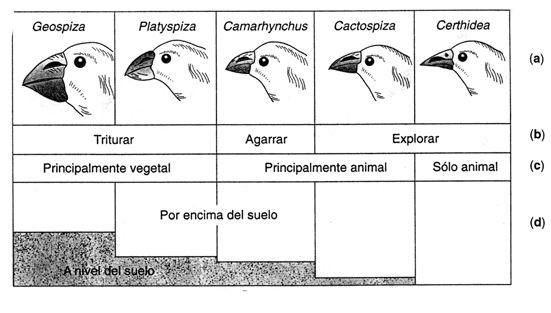 Geospiza Platyspiza Camarhynchus Cactospiza Certhidea
(a)
Triturar Agarrar Explorar (b)
Principalmente vegetal Principalmente animal Sólo animal (c)
Por encima del suelo
(d)
A nivel del suelo